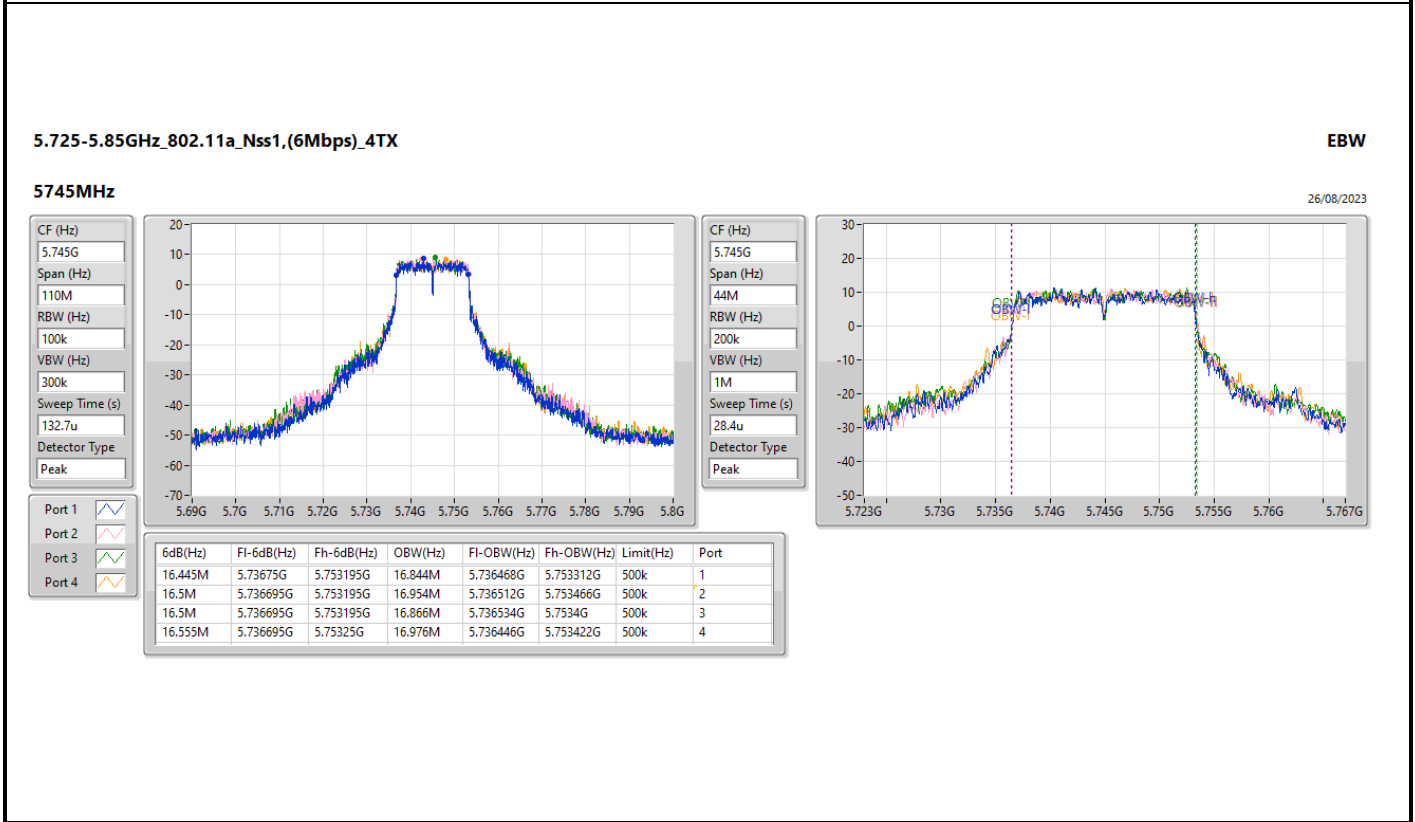 5.725-5.85GHz_802.11a_Nss1,(6Mbps)_4TX
EBW
5745MHz
26/08/2023
CF (Hz)
5.745G
Span (Hz)
110M
RBW (Hz)
100k
VBW (Hz)
300k
Sweep Time (s)
132.7u
Detector Type
Peak
20
10
0
-10
-20
-30
-40
-50
-60
-70
5.69G 5.7G 5.71G 5.72G 5.73G 5.74G 5.75G 5.76G 5.77G 5.78G 5.79G 5.8G
CF (Hz)
5.745G
Span (Hz)
44M
RBW (Hz)
200k
VBW (Hz)
1M
Sweep Time (s)
28.4u
Detector Type
Peak
30
20
10
0
-10
-20
-30
-40
-50
5.723G 5.73G 5.735G 5.74G 5.745G 5.75G 5.755G 5.76G 5.767G
OBW-l
Port 1
Port 2
Port 3
Port 4
6dB(Hz) Fl-6dB(Hz) Fh-6dB(Hz) OBW(Hz) Fl-OBW(Hz) Fh-OBW(Hz) Limit(Hz) Port
16.445M 5.73675G 5.753195G 16.844M 5.736468G 5.753312G 500k 1
16.5M 5.736695G 5.753195G 16.954M 5.736512G 5.753466G 500k 2
16.5M 5.736695G 5.753195G 16.866M 5.736534G 5.7534G 500k 3
16.555M 5.736695G 5.75325G 16.976M 5.736446G 5.753422G 500k 4